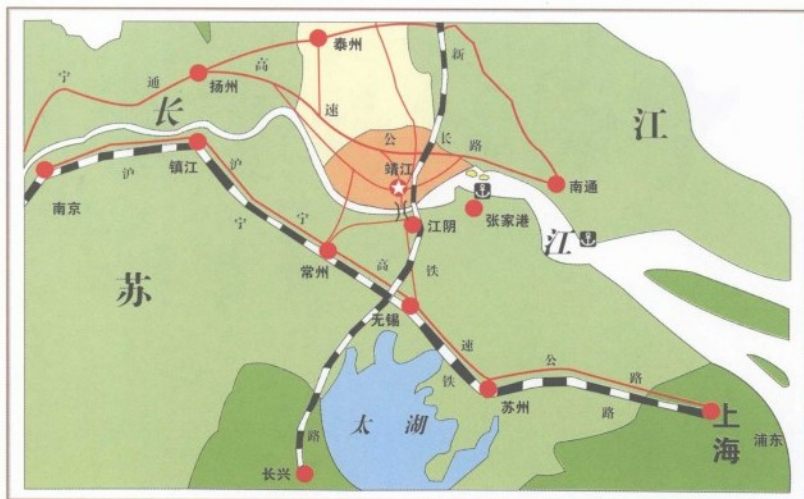 泰州
新
宁
通
扬州
高
速
长
江
公
长
路
镇江
沪
靖江
南通
南京
宁
宁
江阴
张家港
江
常州
高
铁
苏
无锡
速
公
铁
苏州
路
路
太湖
路
上海
浦东
长兴